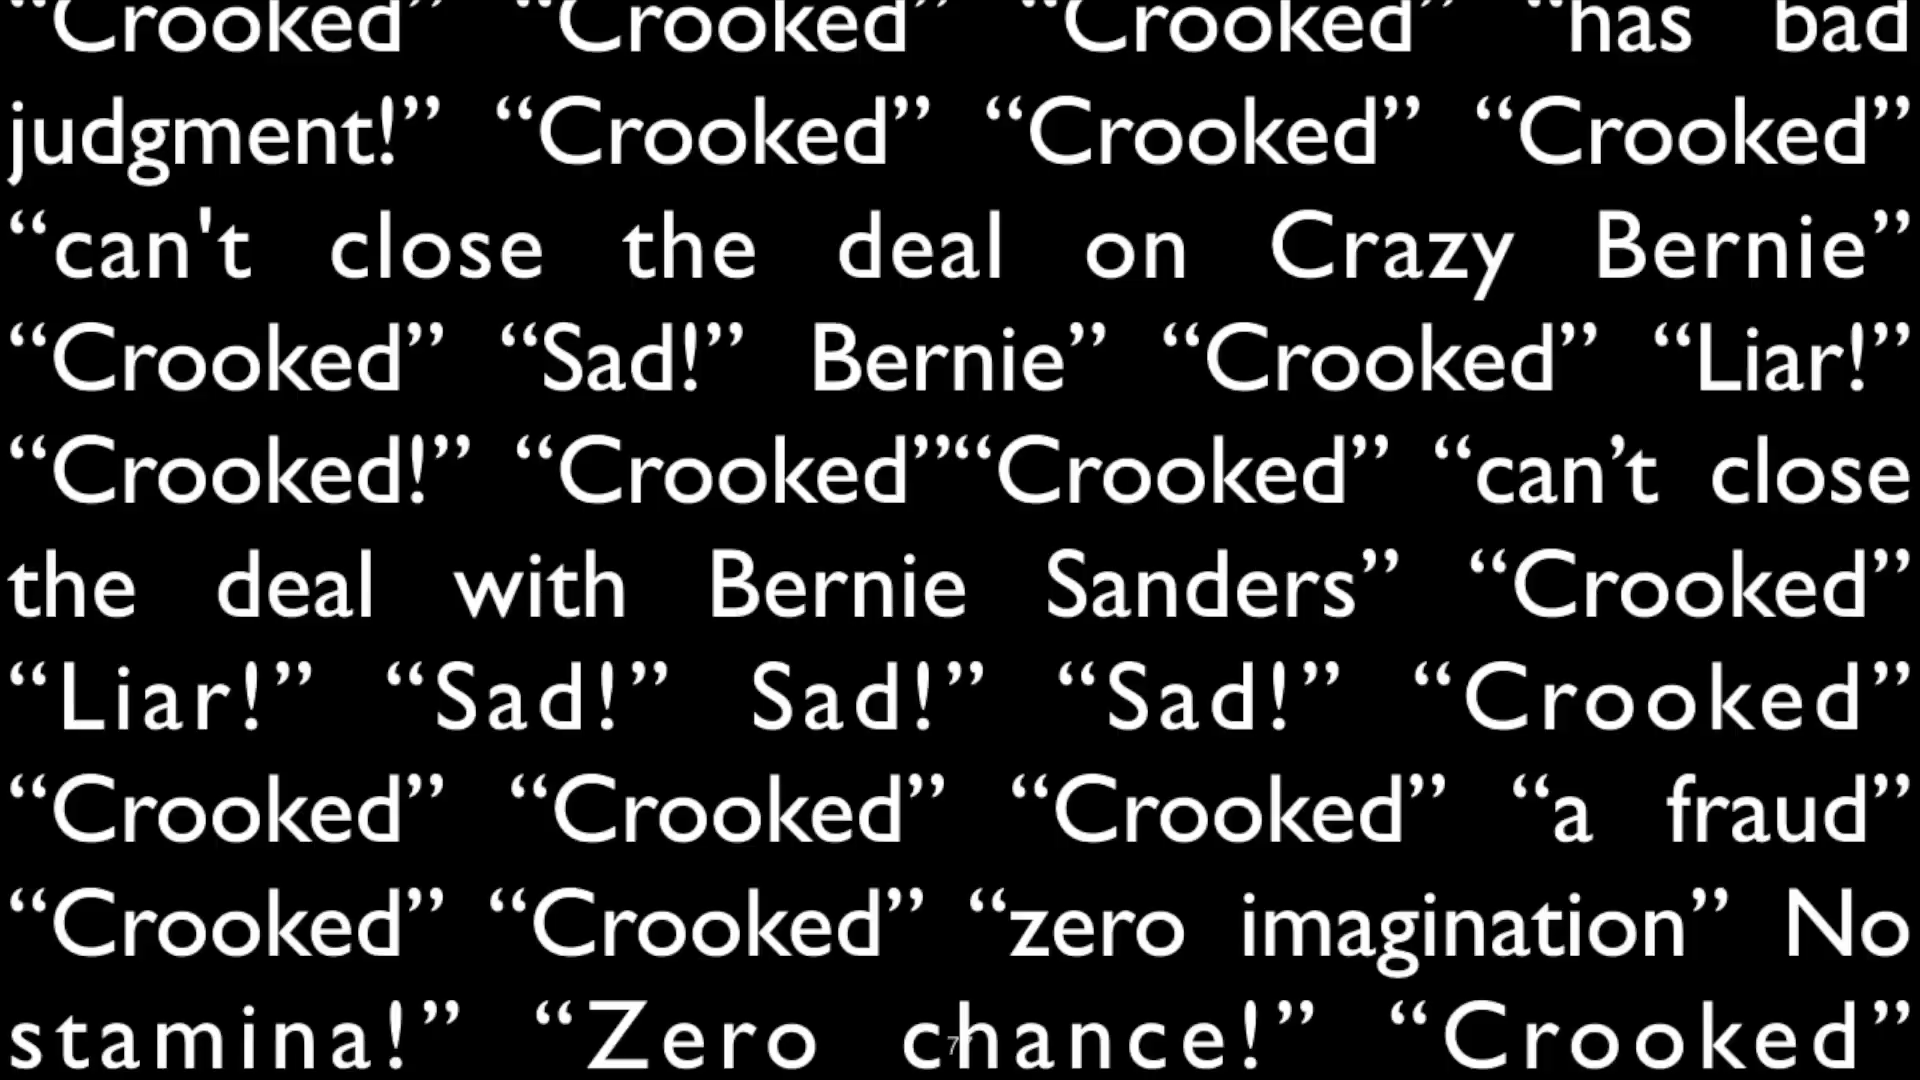 “Crooked” “Crooked” “Crooked” “has bad
judgment!” “Crooked” “Crooked” “Crooked”
“can't close the deal on Crazy Bernie”
“Crooked” “Sad!” Bernie” “Crooked” “Liar!”
“Crooked!” “Crooked”“Crooked” “can’t close
the deal with Bernie Sanders” “Crooked”
“Liar!” “Sad!” Sad!” “Sad!” “Crooked”
“Crooked” “Crooked” “Crooked” “a fraud”
“Crooked” “Crooked” “zero imagination” No
stamina!” “Zero chance!” “Crooked”